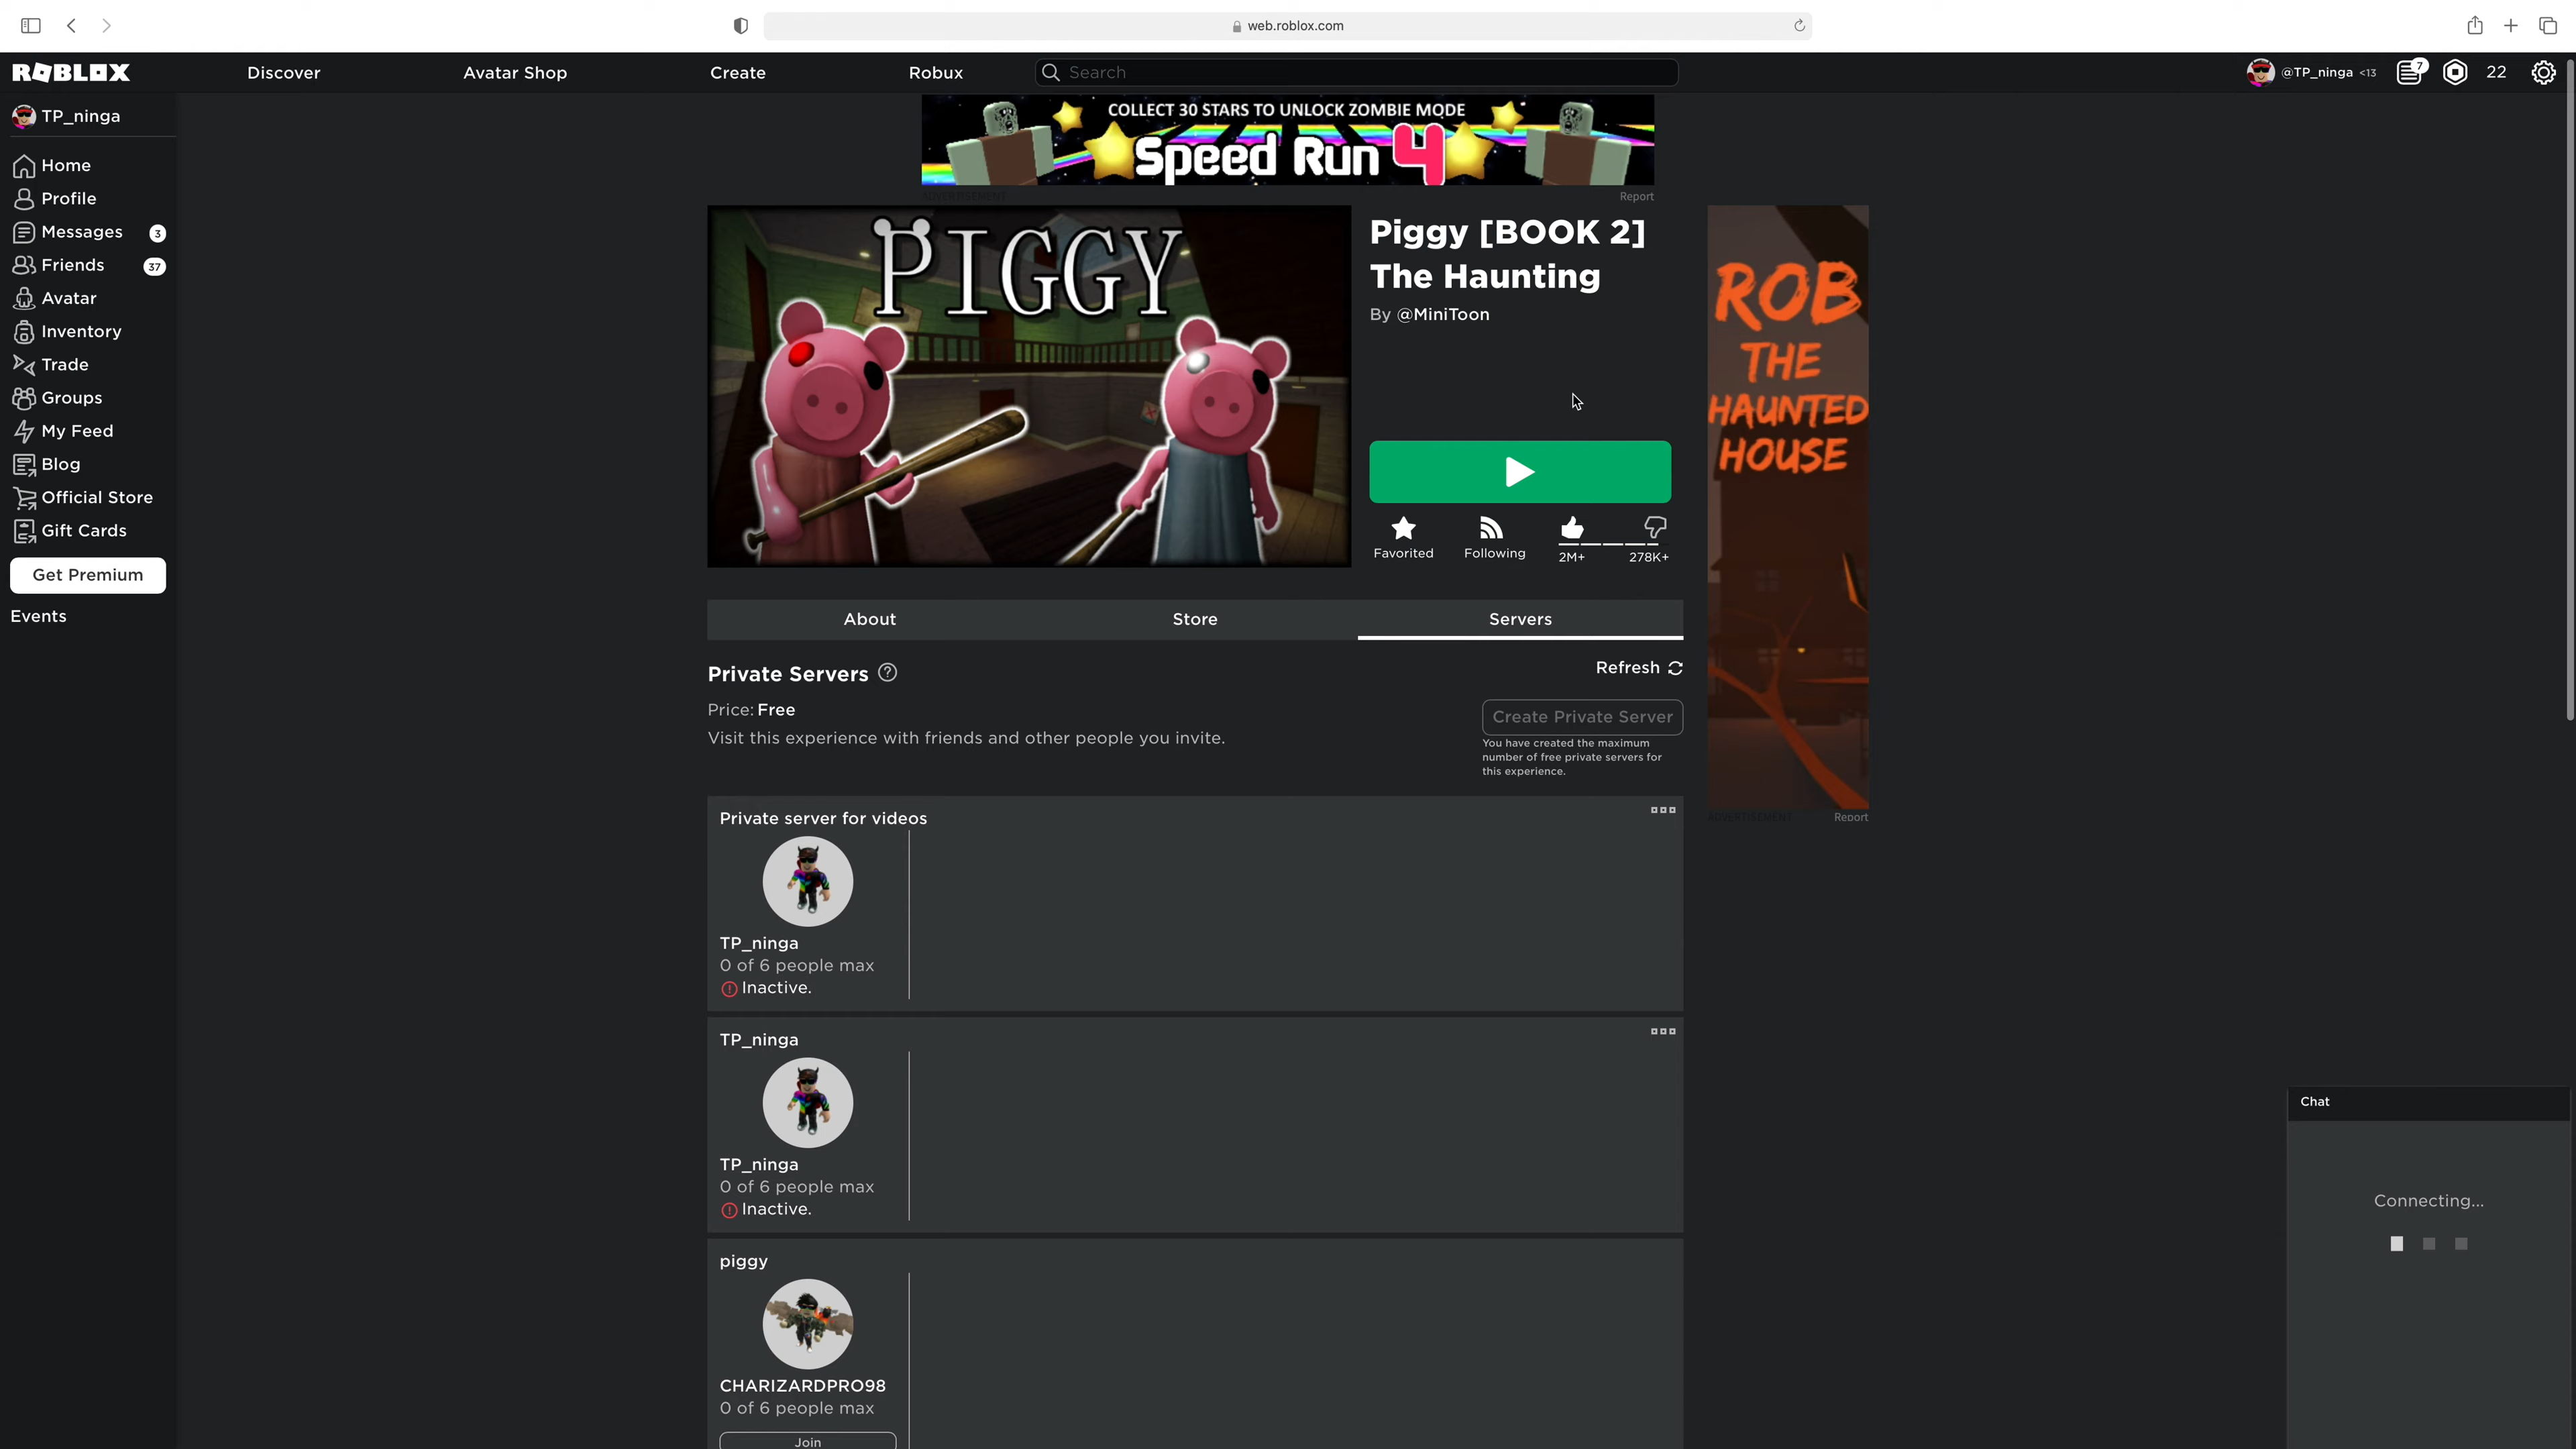 web.roblox.com
ROBLOX
Discover
Avatar Shop
Create
Robux
Search
@TP_ninga <13
7
22
TP_ninga
Home
Profile
Messages 3
Friends 37
Avatar
Inventory
Trade
Groups
My Feed
Blog
Official Store
Gift Cards
Get Premium
Events
COLLECT 30 STARS TO UNLOCK ZOMBIE MODE
Speed Run 4
ADVERTISEMENT
Report
PIGGY
Piggy [BOOK 2]
The Haunting
By @MiniToon
Favorited
Following
2M+
278K+
ROB
THE
HAUNTED
HOUSE
ADVERTISEMENT
Report
About
Store
Servers
Private Servers ?
Refresh
Price: Free
Visit this experience with friends and other people you invite.
Create Private Server
You have created the maximum
number of free private servers for
this experience.
Private server for videos
TP_ninga
0 of 6 people max
Inactive.
TP_ninga
TP_ninga
0 of 6 people max
Inactive.
piggy
CHARIZARDPRO98
0 of 6 people max
Join
Chat
Connecting...